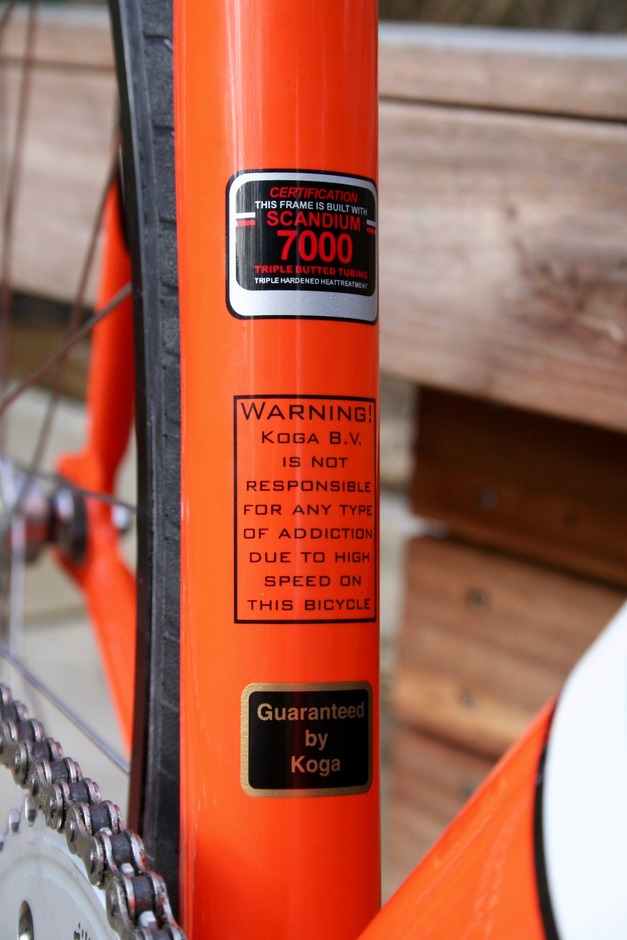 CERTIFICATION
THIS FRAME IS BUILT WITH
SCANDIUM
7000
TRIPLE BUTTED TUBING
TRIPLE HARDENED HEATTREATMENT
WARNING!
KOGA B.V.
IS NOT
RESPONSIBLE
FOR ANY TYPE
OF ADDICTION
DUE TO HIGH
SPEED ON
THIS BICYCLE
Guaranteed
by
Koga